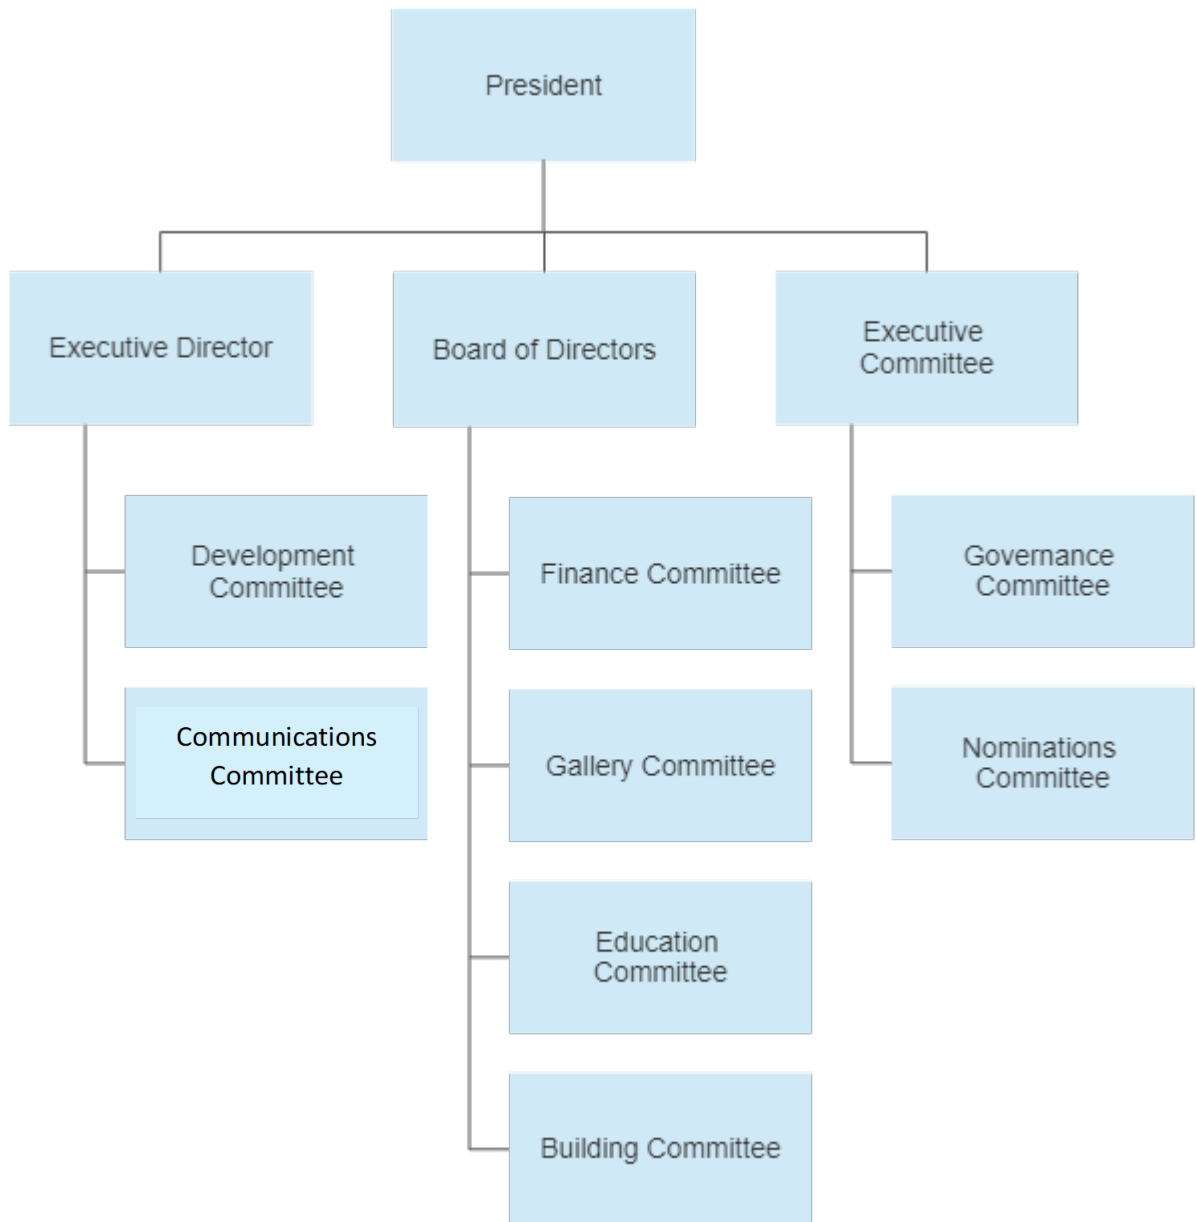 President
Executive Director
Board of Directors
Executive
Committee
Development
Committee
Communications
Committee
Finance Committee
Gallery Committee
Education
Committee
Building Committee
Governance
Committee
Nominations
Committee